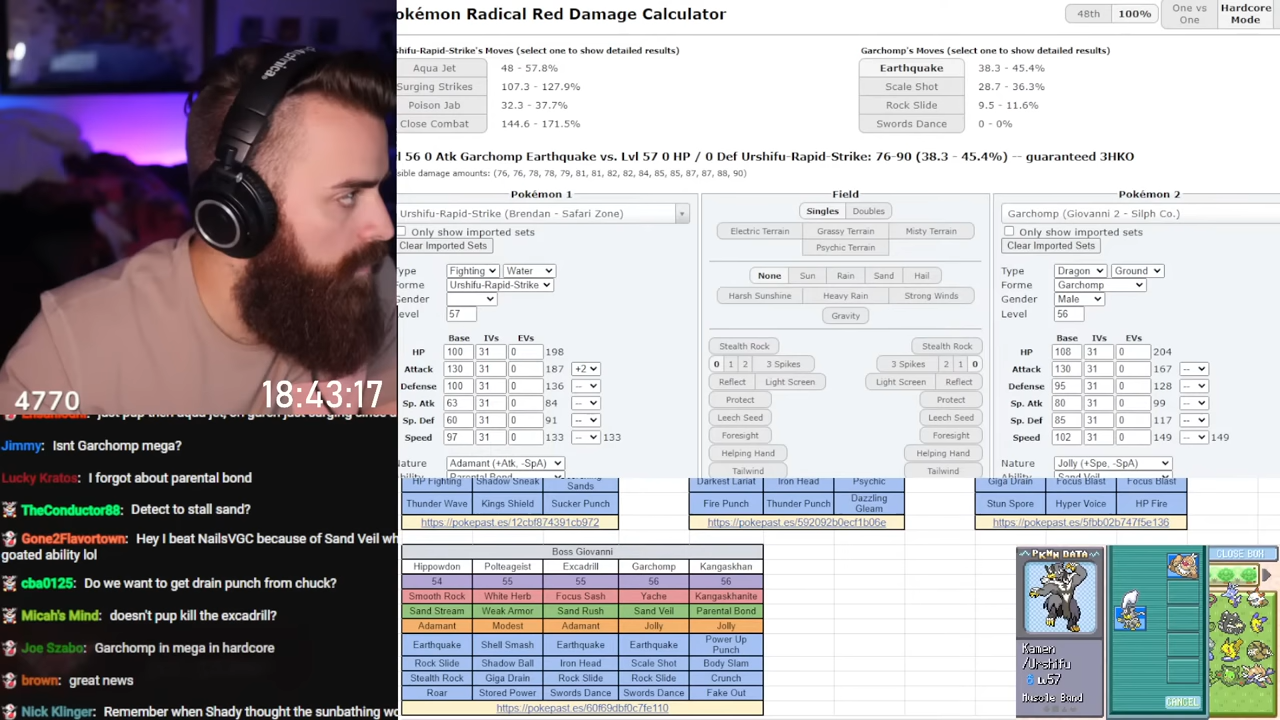 Pokémon Radical Red Damage Calculator
48th 100%
One vs One
Hardcore Mode
Urshifu-Rapid-Strike's Moves (select one to show detailed results)
Aqua Jet 48 - 57.8%
Surging Strikes 107.3 - 127.9%
Poison Jab 32.3 - 37.7%
Close Combat 144.6 - 171.5%
Garchomp's Moves (select one to show detailed results)
Earthquake 38.3 - 45.4%
Scale Shot 28.7 - 36.3%
Rock Slide 9.5 - 11.6%
Swords Dance 0 - 0%
Lvl 56 0 Atk Garchomp Earthquake vs. Lvl 57 0 HP / 0 Def Urshifu-Rapid-Strike: 76-90 (38.3 - 45.4%) -- guaranteed 3HKO
sible damage amounts: (76, 76, 78, 78, 79, 81, 81, 82, 82, 84, 85, 85, 87, 87, 88, 90)
Pokémon 1
Urshifu-Rapid-Strike (Brendan - Safari Zone)
Only show imported sets
Clear Imported Sets
Type Fighting Water
Forme Urshifu-Rapid-Strike
Gender
Level 57
Base IVs EVs
HP 100 31 0 198
Attack 130 31 0 187 +2
Defense 100 31 0 136 --
Sp. Atk 63 31 0 84 --
Sp. Def 60 31 0 91 --
Speed 97 31 0 133 -- 133
Nature Adamant (+Atk, -SpA)
Parental Bond
Field
Singles Doubles
Electric Terrain Grassy Terrain Misty Terrain
Psychic Terrain
None Sun Rain Sand Hail
Harsh Sunshine Heavy Rain Strong Winds
Gravity
Stealth Rock Stealth Rock
0 1 2 3 Spikes 3 Spikes 2 1 0
Reflect Light Screen Light Screen Reflect
Protect Protect
Leech Seed Leech Seed
Foresight Foresight
Helping Hand Helping Hand
Tailwind Tailwind
Pokémon 2
Garchomp (Giovanni 2 - Silph Co.)
Only show imported sets
Clear Imported Sets
Type Dragon Ground
Forme Garchomp
Gender Male
Level 56
Base IVs EVs
HP 108 31 0 204
Attack 130 31 0 167 --
Defense 95 31 0 128 --
Sp. Atk 80 31 0 99 --
Sp. Def 85 31 0 117 --
Speed 102 31 0 149 -- 149
Nature Jolly (+Spe, -SpA)
Sand Veil
4770
18:43:17
just pup then aqua jet, on garch just surging since
Jimmy: Isnt Garchomp mega?
Lucky Kratos: I forgot about parental bond
TheConductor88: Detect to stall sand?
Gone2Flavortown: Hey I beat NailsVGC because of Sand Veil wh
goated ability lol
cba0125: Do we want to get drain punch from chuck?
Micah's Mind: doesn't pup kill the excadrill?
Joe Szabo: Garchomp in mega in hardcore
brown: great news
Nick Klinger: Remember when Shady thought the sunbathing wo
HP Fighting Shadow Sneak Sands
Thunder Wave Kings Shield Sucker Punch
https://pokepast.es/12cbf874391cb972
Darkest Lariat Iron Head Psychic
Fire Punch Thunder Punch Dazzling Gleam
https://pokepast.es/592092b0ecf1b06e
Giga Drain Focus Blast Focus Blast
Stun Spore Hyper Voice HP Fire
https://pokepast.es/5fbb02b747f5e136
Boss Giovanni
Hippowdon Polteageist Excadrill Garchomp Kangaskhan
54 55 55 56 56
Smooth Rock White Herb Focus Sash Yache Kangaskhanite
Sand Stream Weak Armor Sand Rush Sand Veil Parental Bond
Adamant Modest Adamant Jolly Jolly
Earthquake Shell Smash Earthquake Earthquake Power Up Punch
Rock Slide Shadow Ball Iron Head Scale Shot Body Slam
Stealth Rock Giga Drain Rock Slide Rock Slide Crunch
Roar Stored Power Swords Dance Swords Dance Fake Out
https://pokepast.es/60f69dbf0c7fe110
PKMN DATA
CLOSE BOX
Kamen
Urshifu
Lv57
Muscle Band
CANCEL